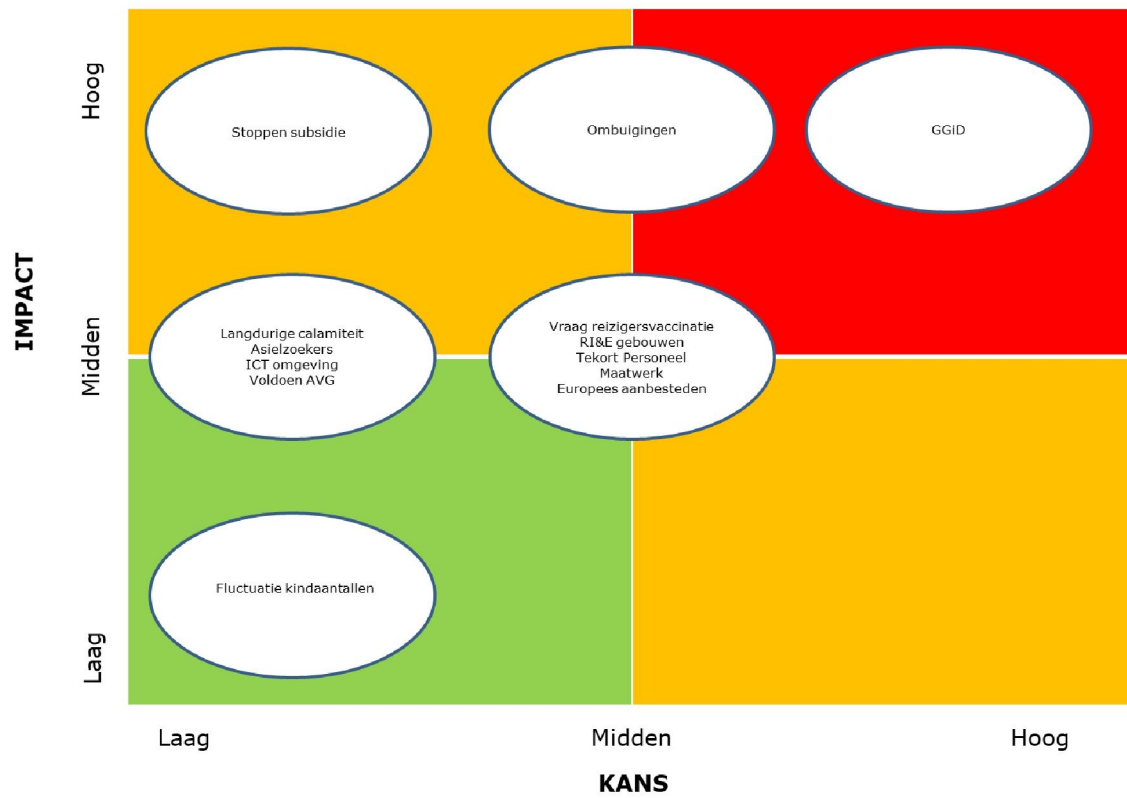 Hoog
Stoppen subsidie
Ombuigingen
GGiD
IMPACT
Midden
Langdurige calamiteit
Asielzoekers
ICT omgeving
Voldoen AVG
Vraag reizigersvaccinatie
RI&E gebouwen
Tekort Personeel
Maatwerk
Europees aanbesteden
Fluctuatie kindaantallen
Laag
Laag
Midden
Hoog
KANS